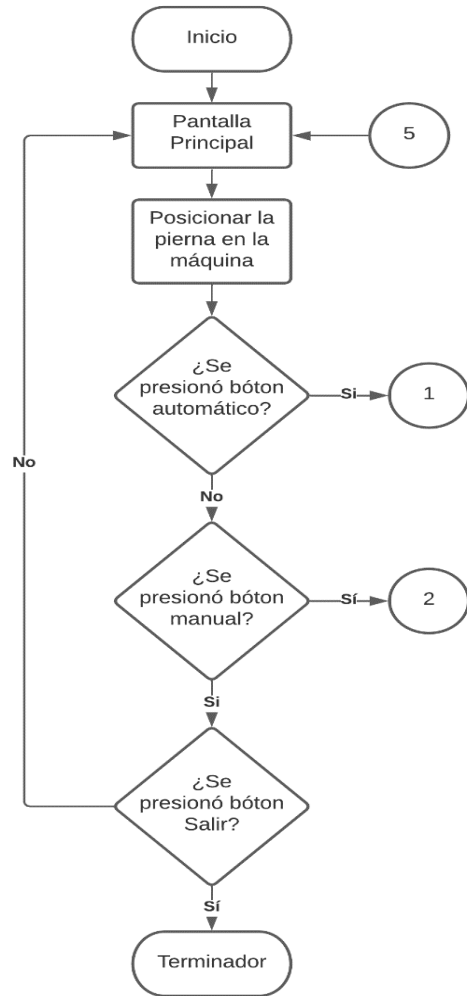 Inicio
Pantalla
Principal
5
Posicionar la
pierna en la
máquina
¿Se
presionó bóton
automático?
Si
1
No
No
¿Se
presionó bóton
manual?
Sí
2
Si
¿Se
presionó bóton
Salir?
Sí
Terminador